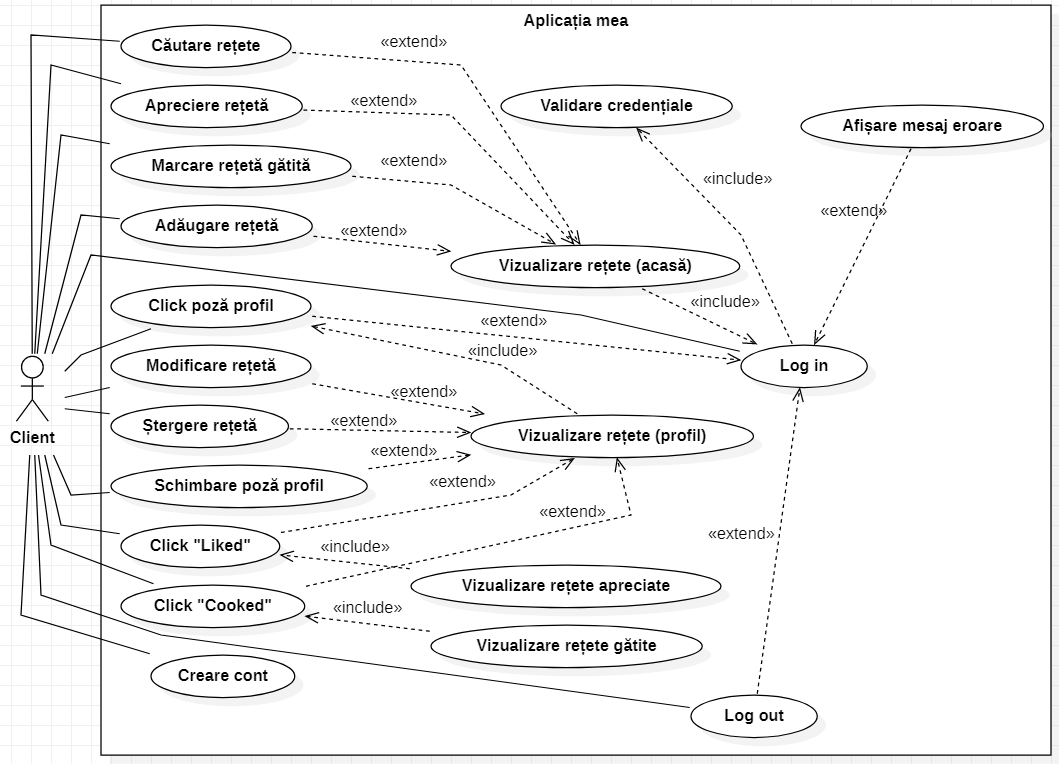 Aplicația mea
Căutare rețete
«extend»
Apreciere rețetă
«extend»
Validare credențiale
Afișare mesaj eroare
Marcare rețetă gătită
«extend»
«include»
Adăugare rețetă
«extend»
«extend»
Vizualizare rețete (acasă)
Click poză profil
«include»
«extend»
«include»
Modificare rețetă
Log in
«extend»
Ștergere rețetă
«extend»
Vizualizare rețete (profil)
Client
«extend»
Schimbare poză profil
«extend»
«extend»
«extend»
Click "Liked"
«include»
Vizualizare rețete apreciate
Click "Cooked"
«include»
Vizualizare rețete gătite
Creare cont
Log out